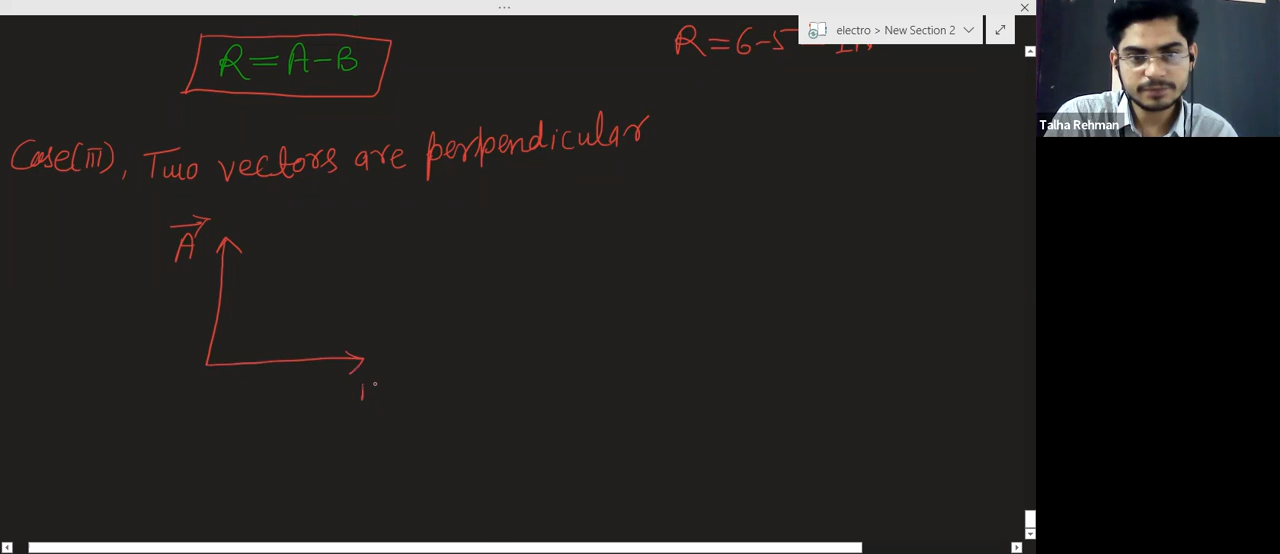 R=A-B
R=6-5
electro > New Section 2
Talha Rehman
Case(III), Two vectors are perpendicular
A